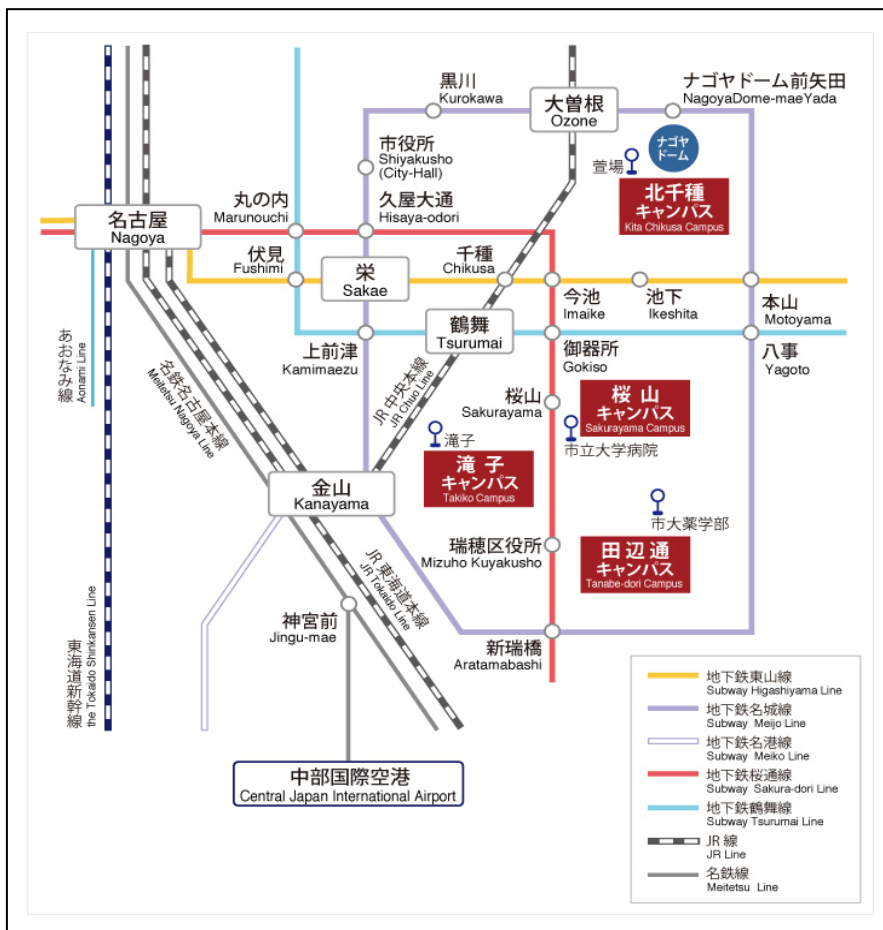 黒川
Kurokawa
大曽根
Ozone
ナゴヤドーム前矢田
NagoyaDome-maeYada
市役所
Shiyakusho
(City-Hall)
ナゴヤ
ドーム
萱場
北千種
キャンパス
Kita Chikusa Campus
丸の内
Marunouchi
久屋大通
Hisaya-odori
名古屋
Nagoya
伏見
Fushimi
栄
Sakae
千種
Chikusa
今池
Imaike
池下
Ikeshita
本山
Motoyama
鶴舞
Tsurumai
上前津
Kamimaezu
御器所
Gokiso
八事
Yagoto
あおなみ線
Aonami Line
名鉄名古屋本線
Meitetsu Nagoya Line
JR 中央本線
JR Chuo Line
桜山
Sakurayama
桜 山
キャンパス
Sakurayama Campus
滝子
市立大学病院
滝 子
キャンパス
Takiko Campus
金山
Kanayama
市大薬学部
瑞穂区役所
Mizuho Kuyakusho
田 辺 通
キャンパス
Tanabe-dori Campus
JR 東海道本線
JR Tokaido Line
神宮前
Jingu-mae
新瑞橋
Aratamabashi
東海道新幹線
the Tokaido Shinkansen Line
中部国際空港
Central Japan International Airport
地下鉄東山線
Subway Higashiyama Line
地下鉄名城線
Subway Meijo Line
地下鉄名港線
Subway Meiko Line
地下鉄桜通線
Subway Sakura-dori Line
地下鉄鶴舞線
Subway Tsurumai Line
JR 線
JR Line
名鉄線
Meitetsu Line